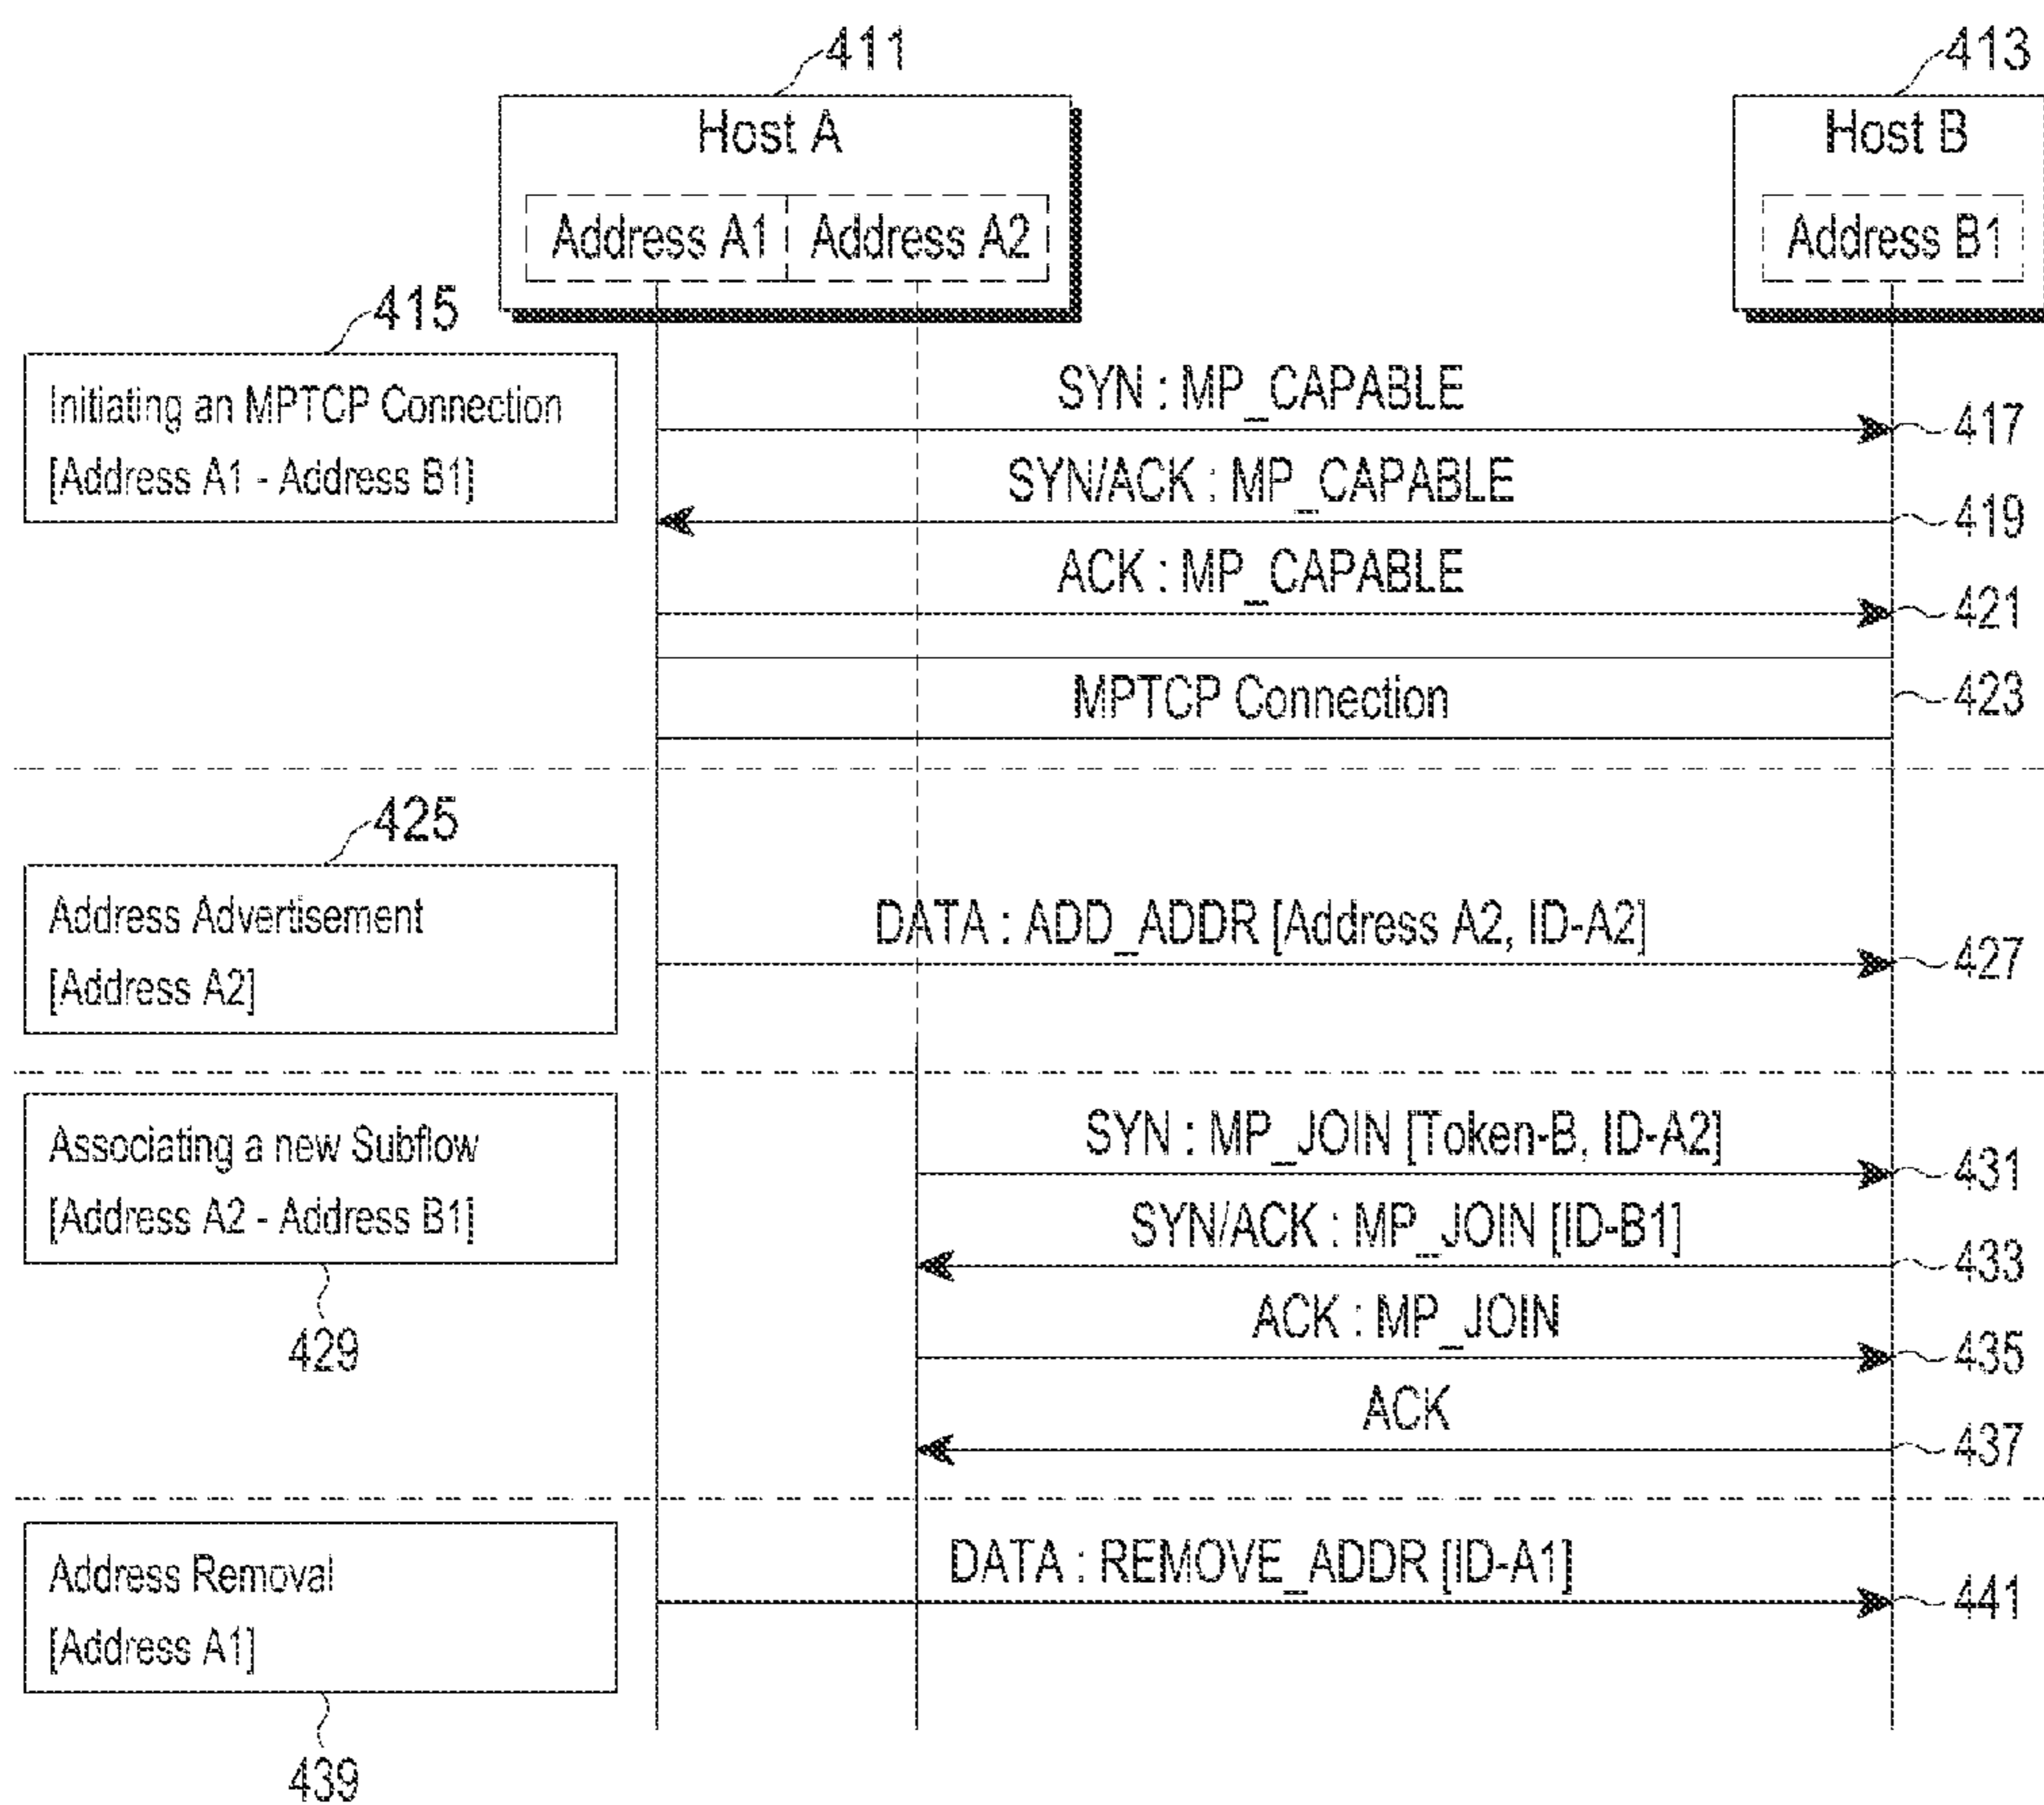 411
413
Host A
Host B
Address A1
Address A2
Address B1
415
Initiating an MPTCP Connection
[Address A1 - Address B1]
SYN : MP_CAPABLE
417
SYN/ACK : MP_CAPABLE
419
ACK : MP_CAPABLE
421
MPTCP Connection
423
425
Address Advertisement
[Address A2]
DATA : ADD_ADDR [Address A2, ID-A2]
427
Associating a new Subflow
[Address A2 - Address B1]
429
SYN : MP_JOIN [Token-B, ID-A2]
431
SYN/ACK : MP_JOIN [ID-B1]
433
ACK : MP_JOIN
435
ACK
437
Address Removal
[Address A1]
439
DATA : REMOVE_ADDR [ID-A1]
441